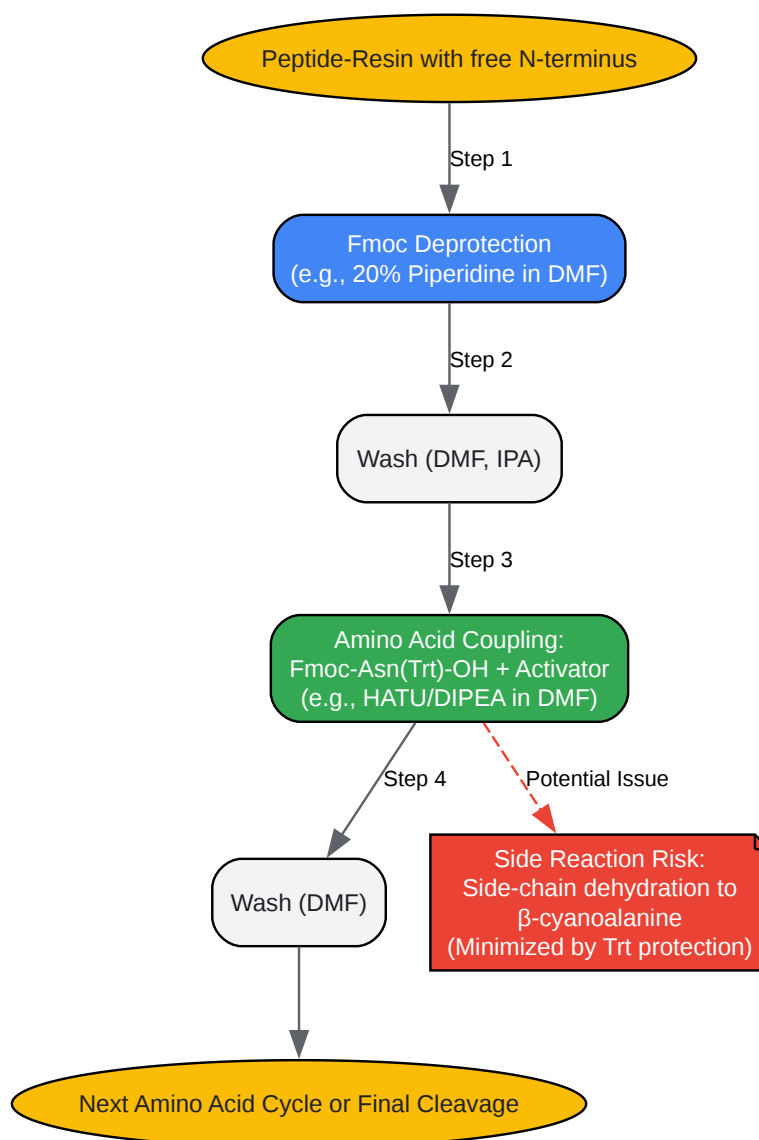 Peptide-Resin with free N-terminus
Step 1
Fmoc Deprotection
(e.g., 20% Piperidine in DMF)
Step 2
Wash (DMF, IPA)
Step 3
Amino Acid Coupling:
Fmoc-Asn(Trt)-OH + Activator
(e.g., HATU/DIPEA in DMF)
Step 4
Potential Issue
Wash (DMF)
Side Reaction Risk:
Side-chain dehydration to
β-cyanoalanine
(Minimized by Trt protection)
Next Amino Acid Cycle or Final Cleavage